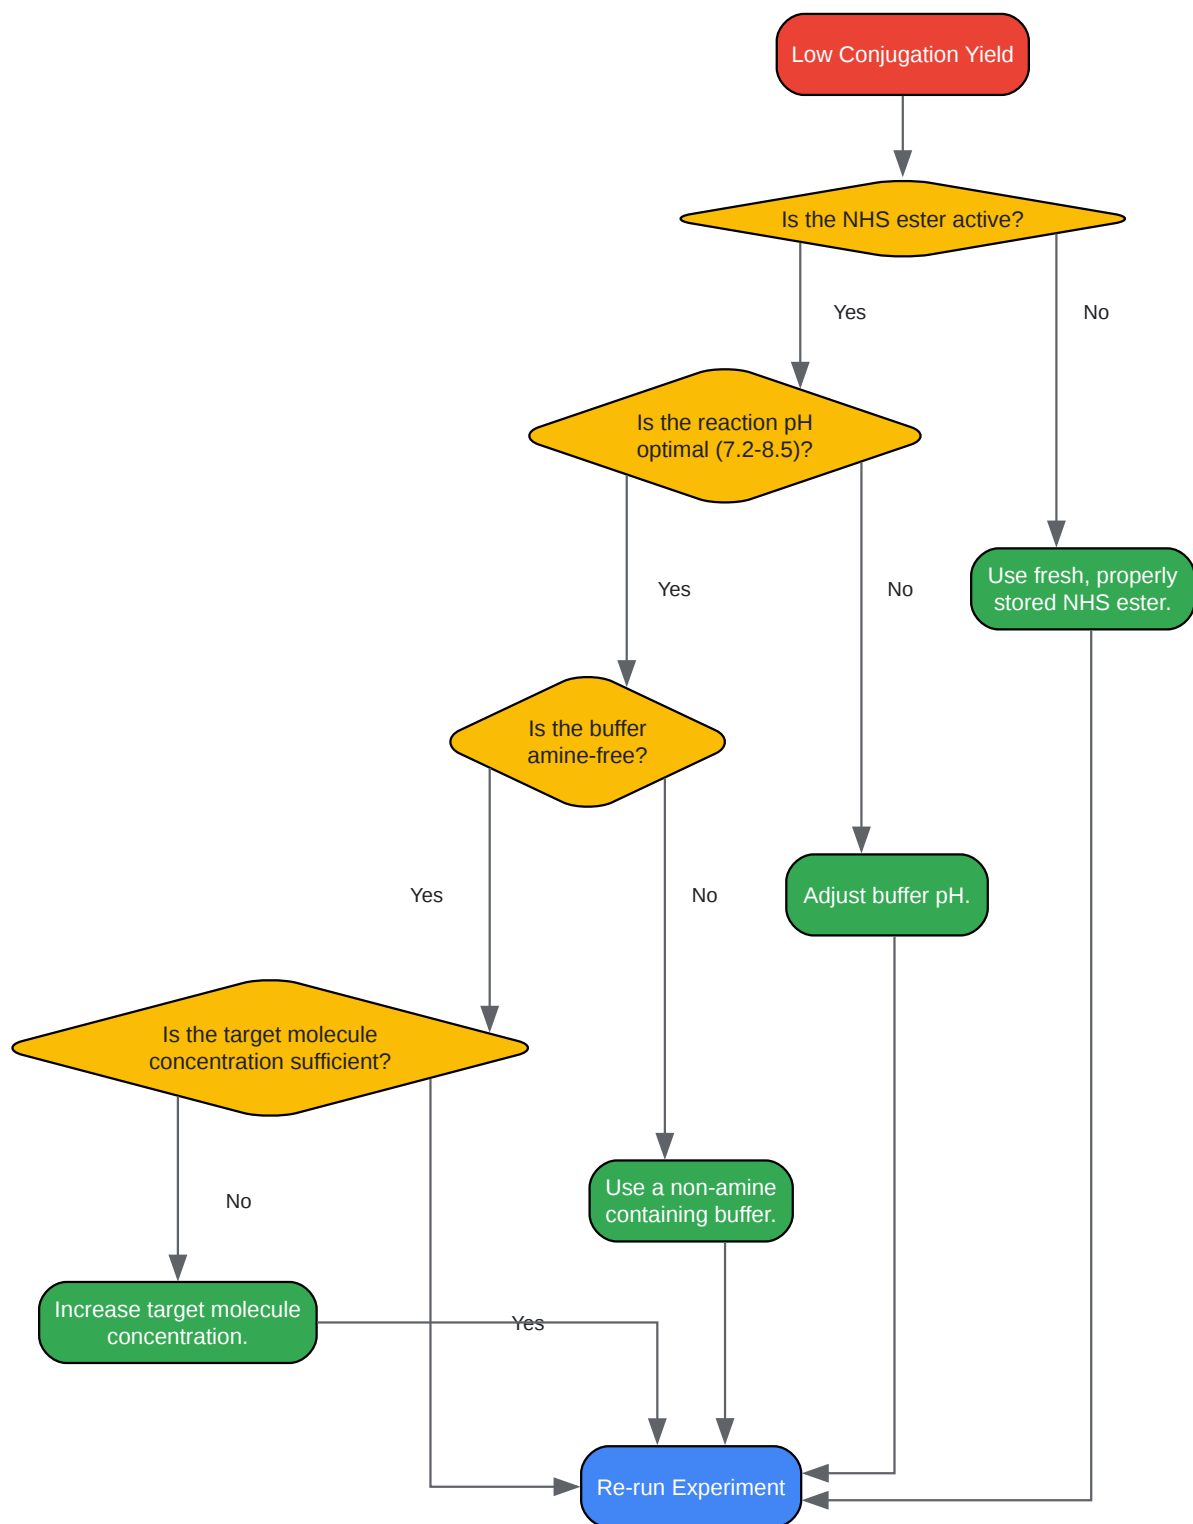 Low Conjugation Yield
Is the NHS ester active?
Yes
No
Is the reaction pH
optimal (7.2-8.5)?
Use fresh, properly
stored NHS ester.
Yes
No
Is the buffer
amine-free?
Adjust buffer pH.
Yes
No
Is the target molecule
concentration sufficient?
Use a non-amine
containing buffer.
No
Increase target molecule
concentration.
Yes
Re-run Experiment